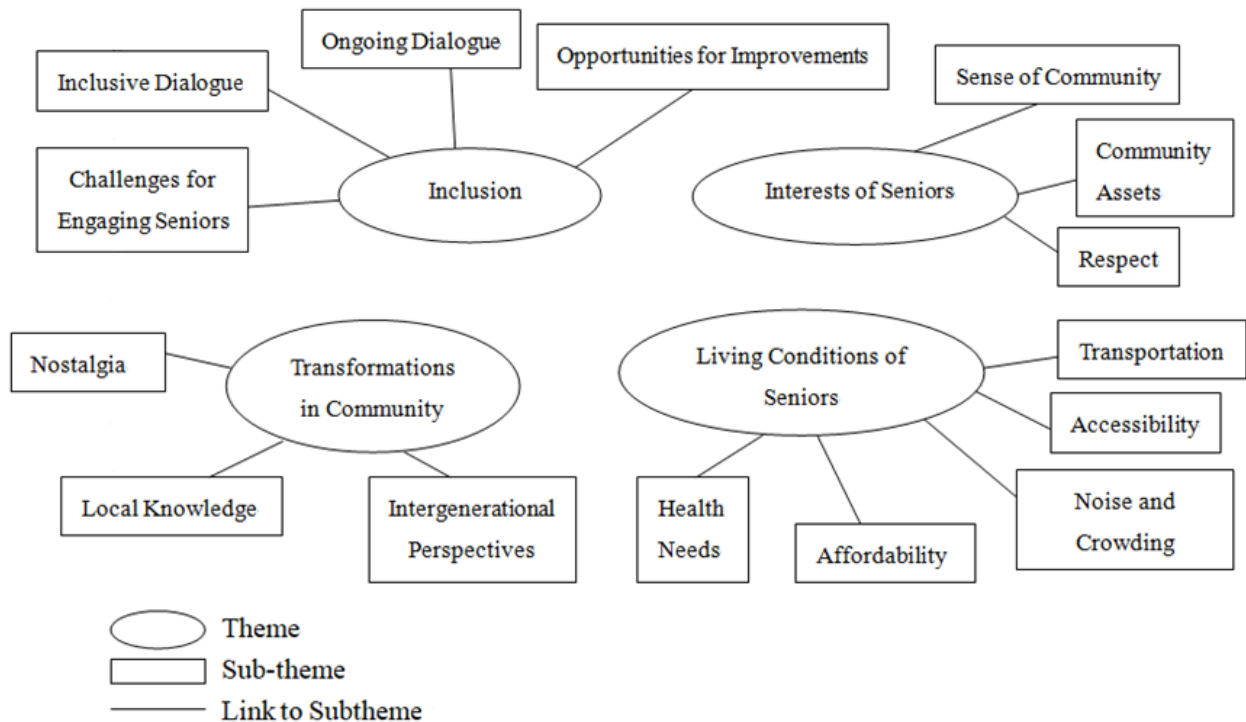 Ongoing Dialogue
Opportunities for Improvements
Inclusive Dialogue
Challenges for
Engaging Seniors
Inclusion
Sense of Community
Community
Assets
Interests of Seniors
Respect
Nostalgia
Transformations
in Community
Local Knowledge
Intergenerational
Perspectives
Living Conditions of
Seniors
Transportation
Accessibility
Noise and
Crowding
Health
Needs
Affordability
Theme
Sub-theme
Link to Subtheme